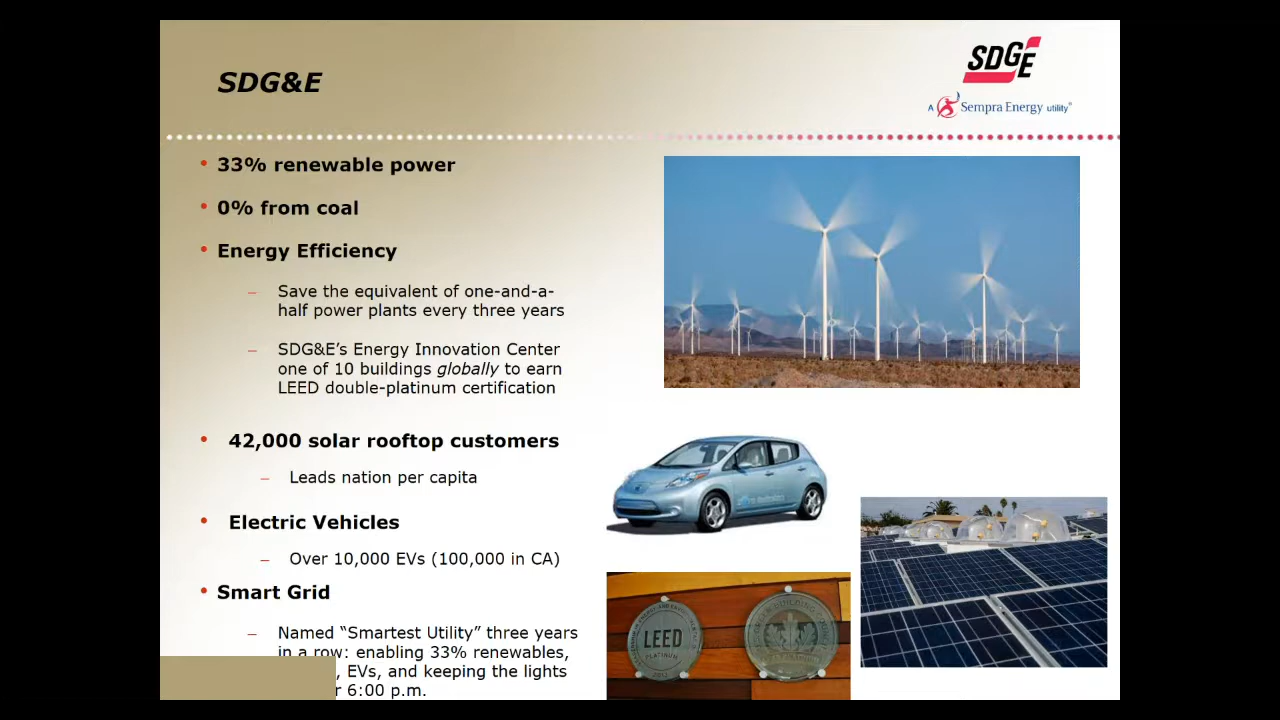 SDG&E
SDGE
A Sempra Energy utility®
• 33% renewable power
• 0% from coal
• Energy Efficiency
– Save the equivalent of one-and-a-
half power plants every three years
– SDG&E’s Energy Innovation Center
one of 10 buildings globally to earn
LEED double-platinum certification
• 42,000 solar rooftop customers
– Leads nation per capita
• Electric Vehicles
– Over 10,000 EVs (100,000 in CA)
• Smart Grid
– Named “Smartest Utility” three years
in a row: enabling 33% renewables,
, EVs, and keeping the lights
r 6:00 p.m.
LEED
PLATINUM